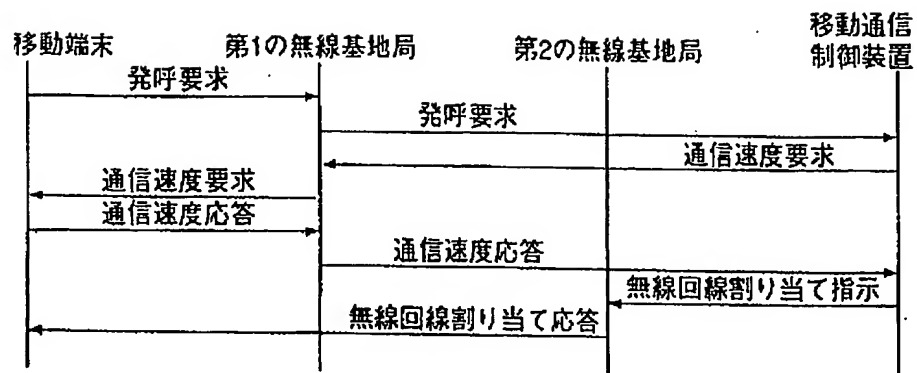 移動端末
第1の無線基地局
第2の無線基地局
移動通信
制御装置
発呼要求
発呼要求
通信速度要求
通信速度要求
通信速度応答
通信速度応答
無線回線割り当て指示
無線回線割り当て応答